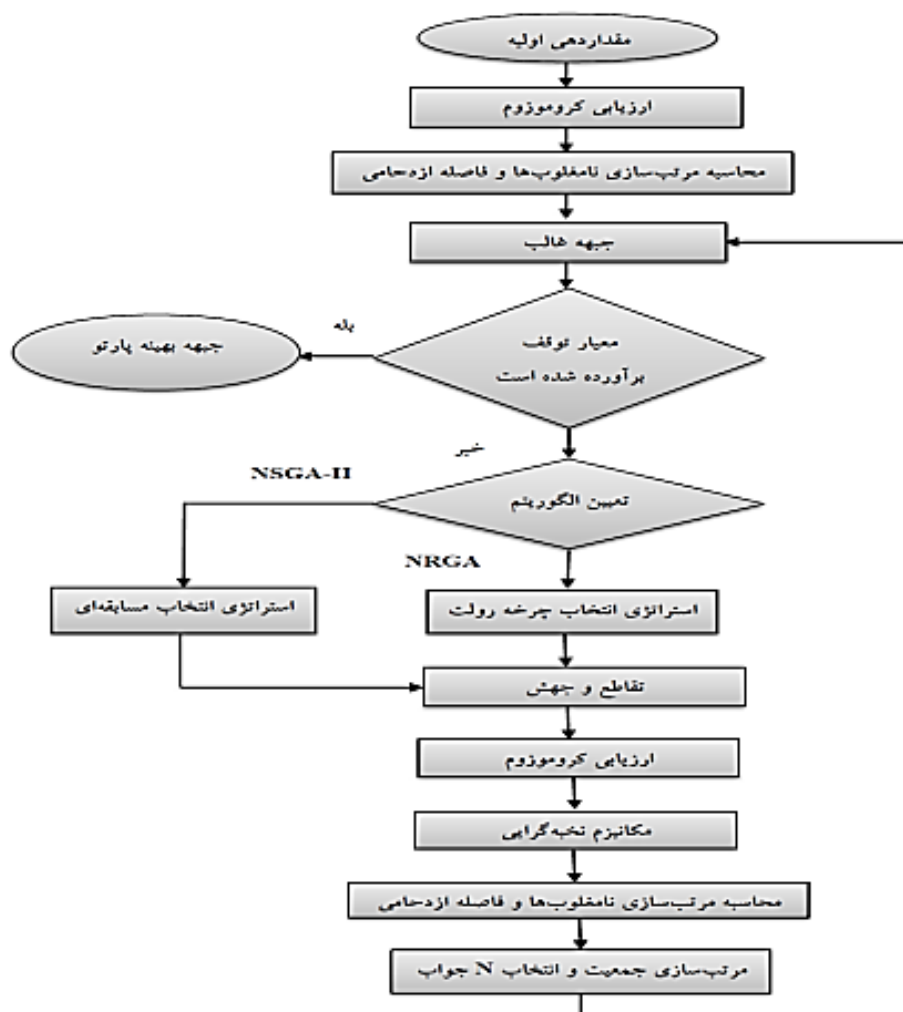 مقداردهی اولیه
ارزیابی کروموزوم
محاسبه مرتب‌سازی نامغلوب‌ها و فاصله ازدحامی
جبهه غالب
معیار توقف
برآورده شده است
بله
جبهه بهینه پارتو
خیر
تعیین الگوریتم
NSGA-II
NRGA
استراتژی انتخاب مسابقه‌ای
استراتژی انتخاب چرخه رولت
تقاطع و جهش
ارزیابی کروموزوم
مکانیزم نخبه‌گرایی
محاسبه مرتب‌سازی نامغلوب‌ها و فاصله ازدحامی
مرتب‌سازی جمعیت و انتخاب N جواب